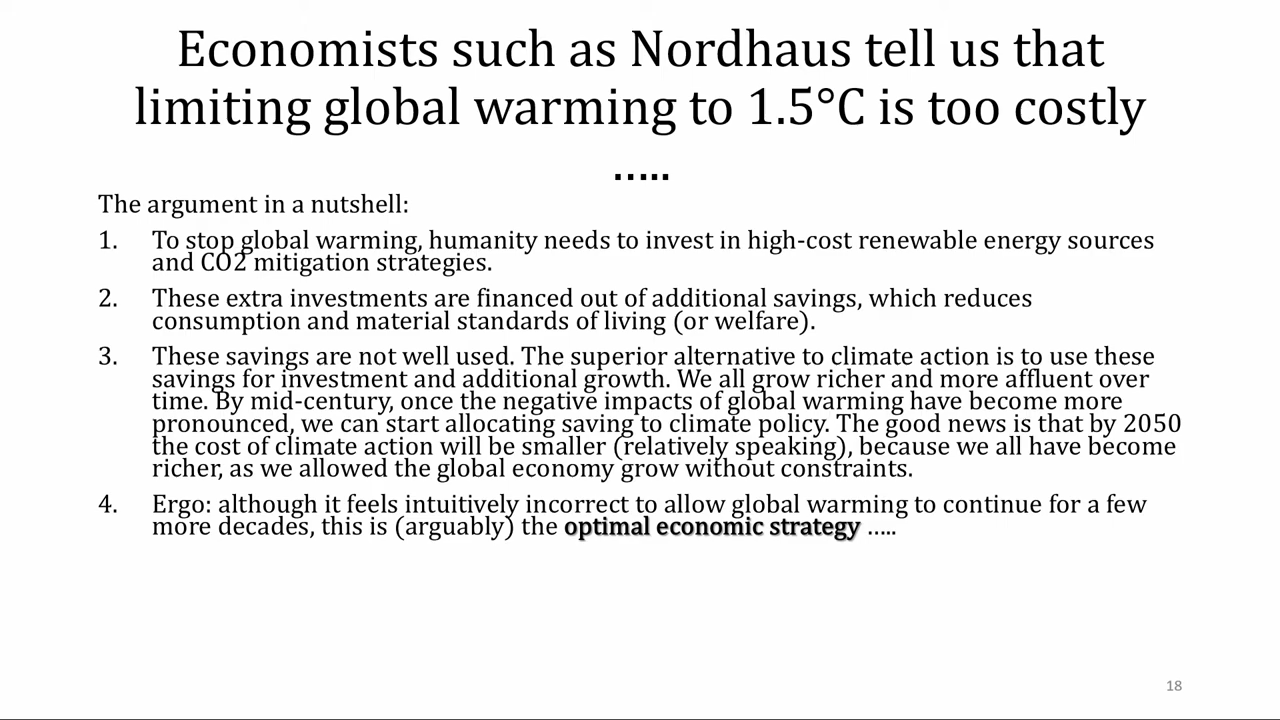 Economists such as Nordhaus tell us that
limiting global warming to 1.5°C is too costly
…..
The argument in a nutshell:
1. To stop global warming, humanity needs to invest in high-cost renewable energy sources
and CO2 mitigation strategies.
2. These extra investments are financed out of additional savings, which reduces
consumption and material standards of living (or welfare).
3. These savings are not well used. The superior alternative to climate action is to use these
savings for investment and additional growth. We all grow richer and more affluent over
time. By mid-century, once the negative impacts of global warming have become more
pronounced, we can start allocating saving to climate policy. The good news is that by 2050
the cost of climate action will be smaller (relatively speaking), because we all have become
richer, as we allowed the global economy grow without constraints.
4. Ergo: although it feels intuitively incorrect to allow global warming to continue for a few
more decades, this is (arguably) the optimal economic strategy …..
18